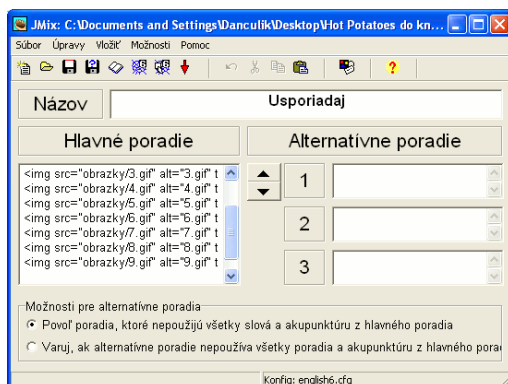 JMix: C:\Documents and Settings\Danculik\Desktop\Hot Potatoes do kn...
Súbor Úpravy Vložiť Možnosti Pomoc
Názov Usporiadaj
Hlavné poradie Alternatívne poradie
<img src="obrazky/3.gif" alt="3.gif" t
<img src="obrazky/4.gif" alt="4.gif" t
<img src="obrazky/5.gif" alt="5.gif" t
<img src="obrazky/6.gif" alt="6.gif" t
<img src="obrazky/7.gif" alt="7.gif" t
<img src="obrazky/8.gif" alt="8.gif" t
<img src="obrazky/9.gif" alt="9.gif" t
1
2
3
Možnosti pre alternatívne poradia
Povoľ poradia, ktoré nepoužijú všetky slová a akupunktúru z hlavného poradia
Varuj, ak alternatívne poradie nepoužíva všetky poradia a akupunktúru z hlavného porad
Konfig: english6.cfg